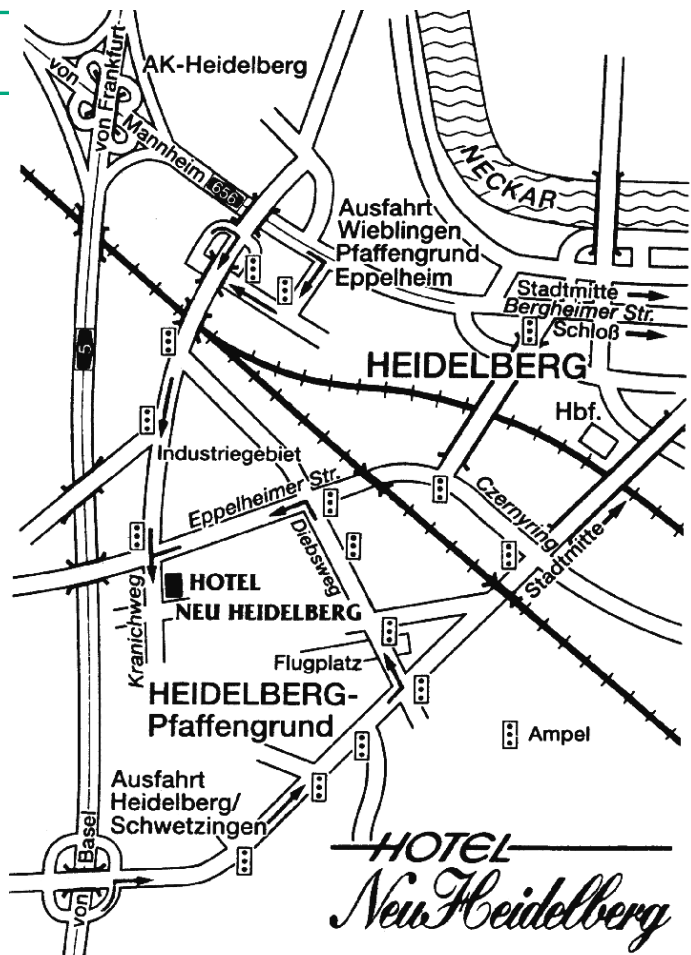 AK-Heidelberg
von Frankfurt
von Mannheim
656
NECKAR
Ausfahrt
Wieblingen
Pfaffengrund
Eppelheim
Stadtmitte
Bergheimer Str.
Schloß
5
HEIDELBERG
Hbf.
Industriegebiet
Eppelheimer Str.
Czernyring
Diebsweg
Stadtmitte
HOTEL
NEU HEIDELBERG
Kranichweg
Flugplatz
HEIDELBERG-
Pfaffengrund
Ampel
Ausfahrt
Heidelberg/
Schwetzingen
von Basel
HOTEL
Neu Heidelberg